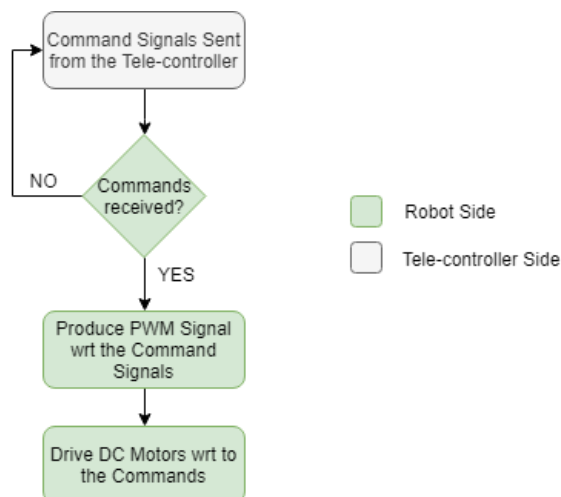 Command Signals Sent
from the Tele-controller
Commands
received?
NO
YES
Robot Side
Tele-controller Side
Produce PWM Signal
wrt the Command
Signals
Drive DC Motors wrt to
the Commands